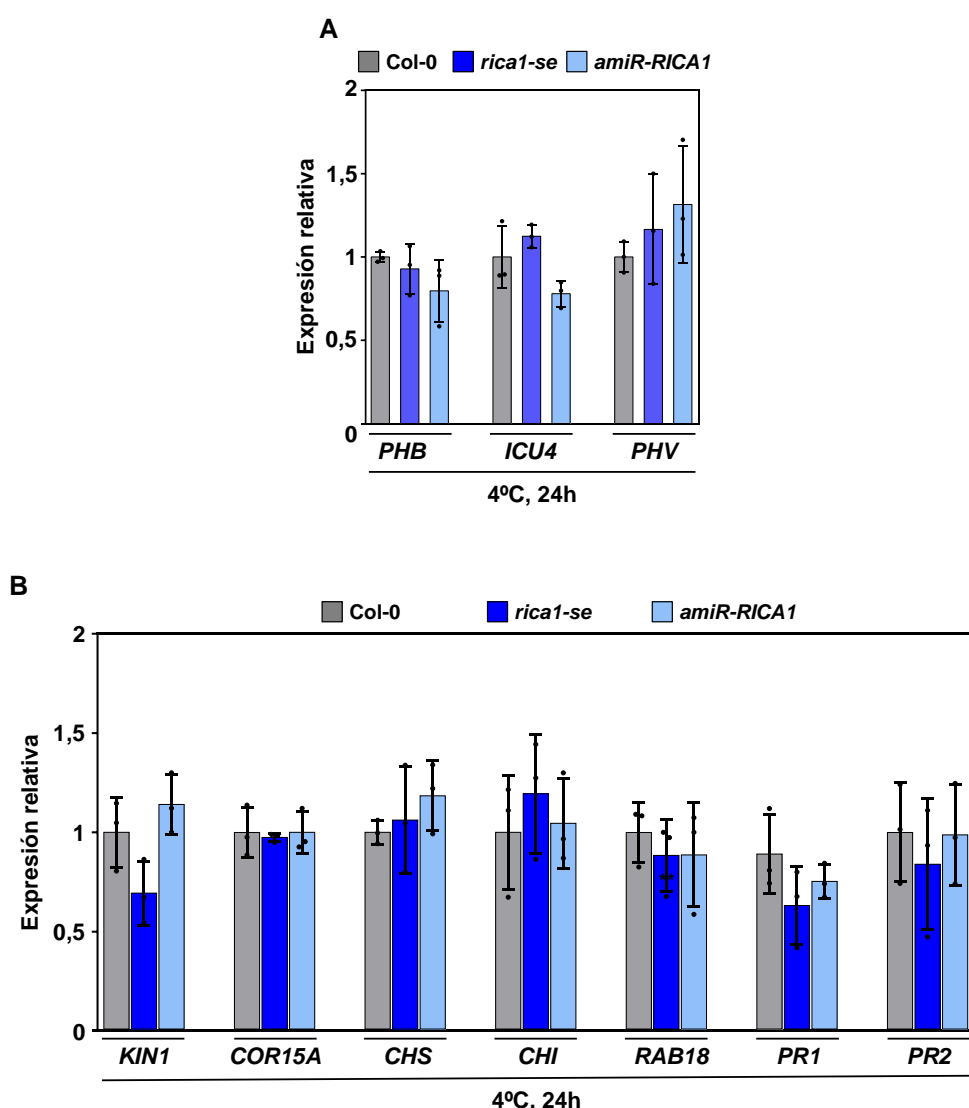 A
Col-0 rica1-se amiR-RICA1
2
1,5
1
0,5
0
Expresión relativa
PHB ICU4 PHV
4ºC, 24h
B
Col-0 rica1-se amiR-RICA1
2
1,5
1
0,5
0
Expresión relativa
KIN1 COR15A CHS CHI RAB18 PR1 PR2
4ºC, 24h